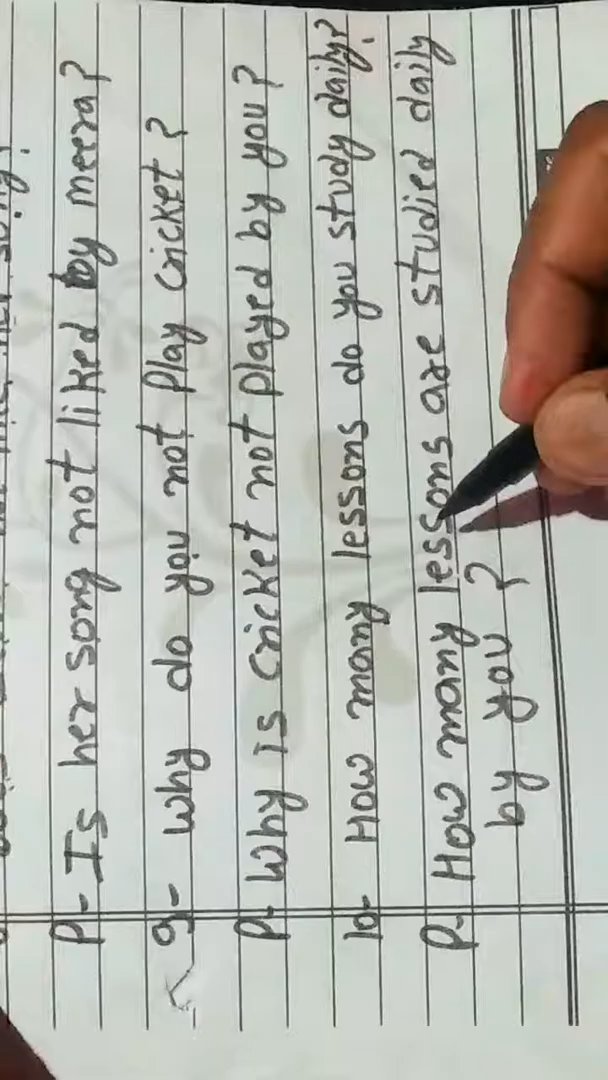 P- Is her song not liked by meera?
9- Why do you not Play cricket?
P- Why is cricket not played by you?
10- How many lessons do you study daily?
P- How many lessons are studied daily
by you?